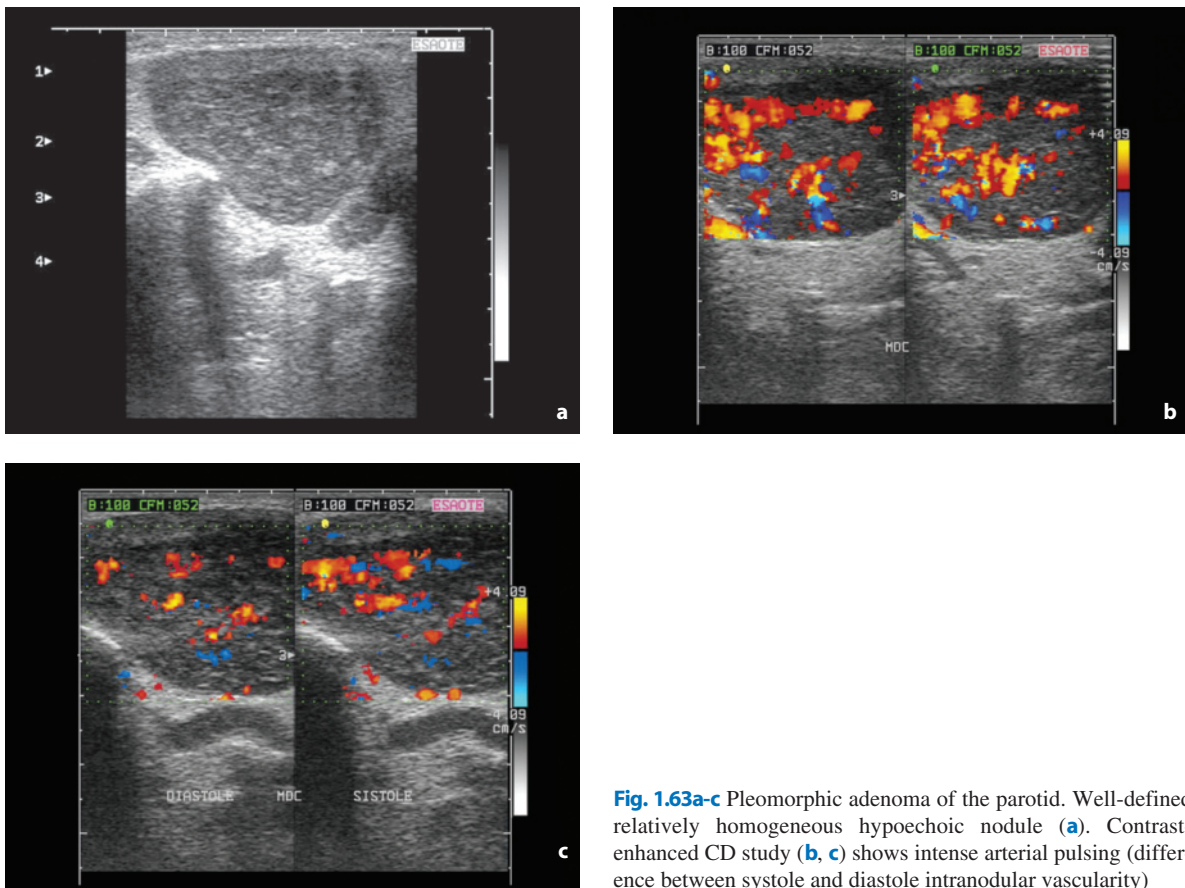 ESAOTE
1
2
3
4
a
B:100 CFM:052 B:100 CFM:052 ESAOTE
+4.09
3
-4.09
cm/s
MDC
b
B:100 CFM:052 B:100 CFM:052 ESAOTE
+4.09
3
4.09
cm/s
DIASTOLE MDC SISTOLE
c
Fig. 1.63a-c Pleomorphic adenoma of the parotid. Well-defined
relatively homogeneous hypoechoic nodule (a). Contrast
enhanced CD study (b, c) shows intense arterial pulsing (differ
ence between systole and diastole intranodular vascularity)